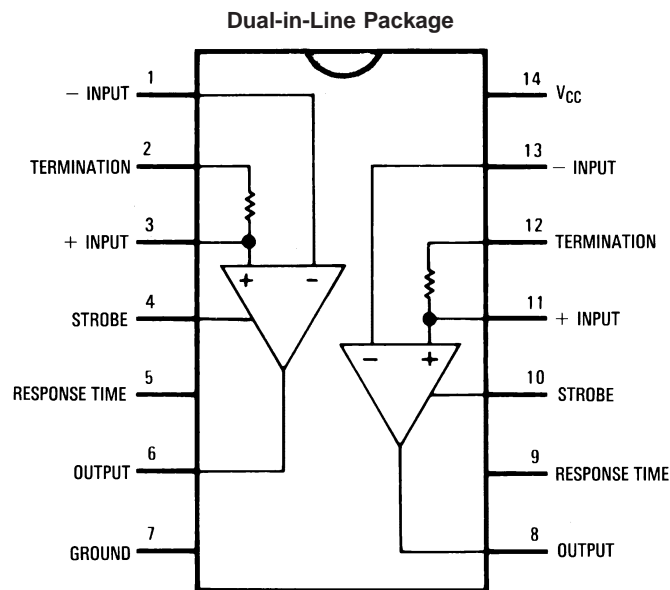 Dual-in-Line Package
− INPUT 1
TERMINATION 2
+ INPUT 3
STROBE 4
RESPONSE TIME 5
OUTPUT 6
GROUND 7
+ −
14 VCC
13 − INPUT
12 TERMINATION
11 + INPUT
10 STROBE
9 RESPONSE TIME
8 OUTPUT
− +